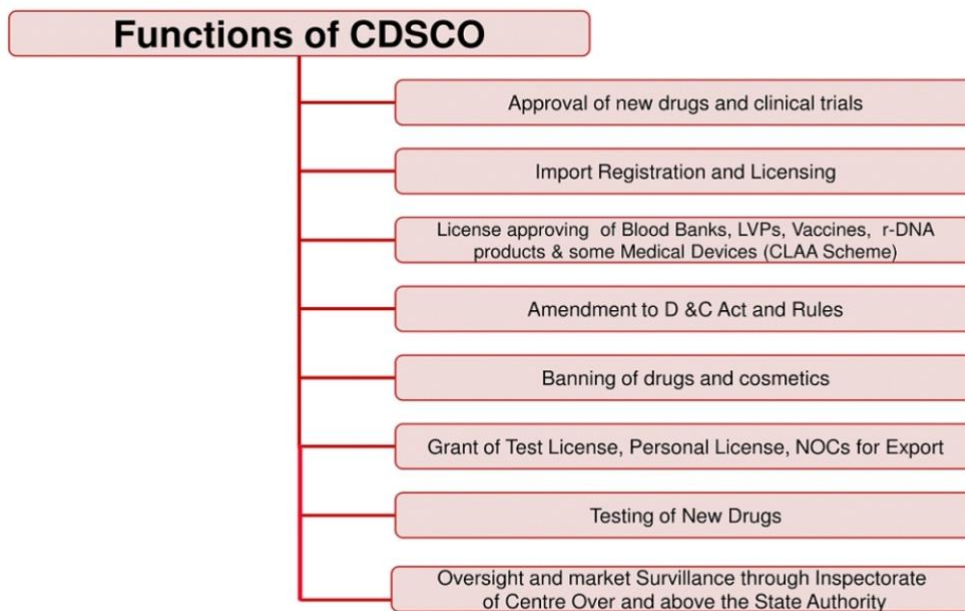 Functions of CDSCO
Approval of new drugs and clinical trials
Import Registration and Licensing
License approving of Blood Banks, LVPs, Vaccines, r-DNA
products & some Medical Devices (CLAA Scheme)
Amendment to D &C Act and Rules
Banning of drugs and cosmetics
Grant of Test License, Personal License, NOCs for Export
Testing of New Drugs
Oversight and market Survillance through Inspectorate
of Centre Over and above the State Authority